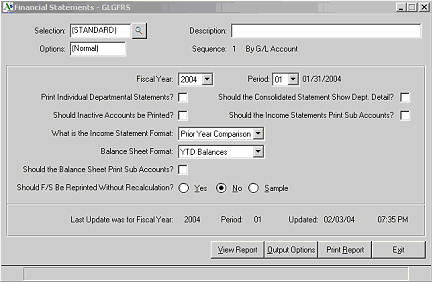 Financial Statements - GLGFRS
Selection: (STANDARD) Description:
Options: (Normal) Sequence: 1 By G/L Account
Fiscal Year: 2004 Period: 01 01/31/2004
Print Individual Departmental Statements? Should the Consolidated Statement Show Dept. Detail?
Should Inactive Accounts be Printed? Should the Income Statements Print Sub Accounts?
What is the Income Statement Format: Prior Year Comparison
Balance Sheet Format: YTD Balances
Should the Balance Sheet Print Sub Accounts?
Should F/S Be Reprinted Without Recalculation? Yes No Sample
Last Update was for Fiscal Year: 2004 Period: 01 Updated: 02/03/04 07:35 PM
View Report Output Options Print Report Exit